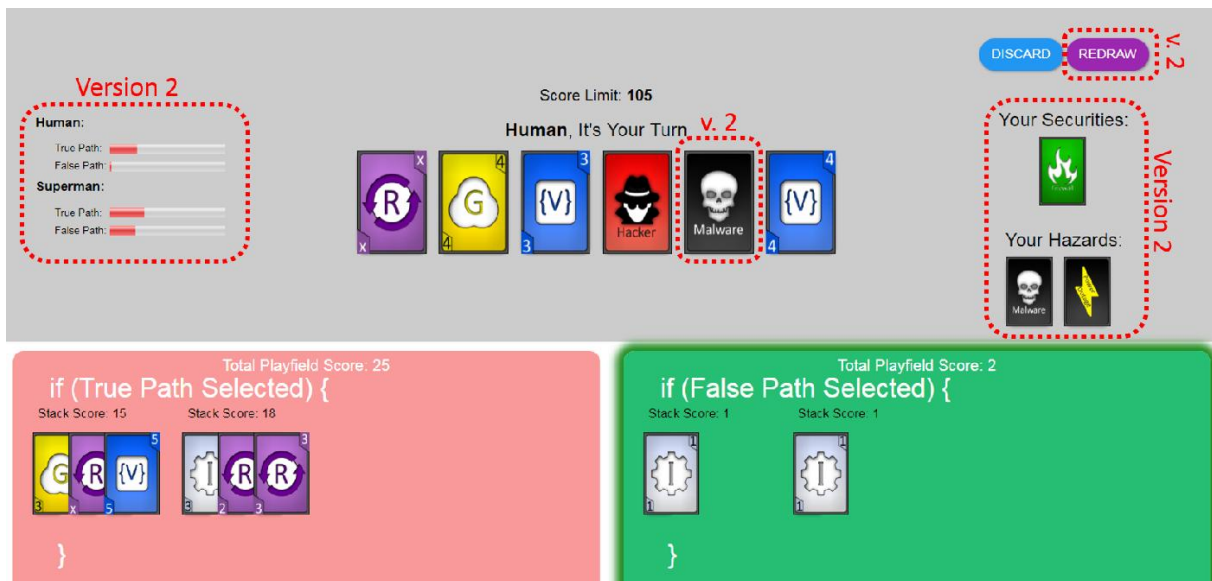 DISCARD
REDRAW
v. 2
Version 2
Human:
True Path:
False Path:
Superman:
True Path:
False Path:
Score Limit: 105
Human, It's Your Turn
v. 2
x
R
x
4
G
4
3
{V}
3
Hacker
Malware
4
{V}
4
Your Securities:
Firewall
Your Hazards:
Malware
Version 2
Total Playfield Score: 25
if (True Path Selected) {
Stack Score: 15
Stack Score: 18
G
3
R
x
5
{V}
5
I
3
R
2
3
R
3
}
Total Playfield Score: 2
if (False Path Selected) {
Stack Score: 1
Stack Score: 1
1
I
1
1
I
1
}